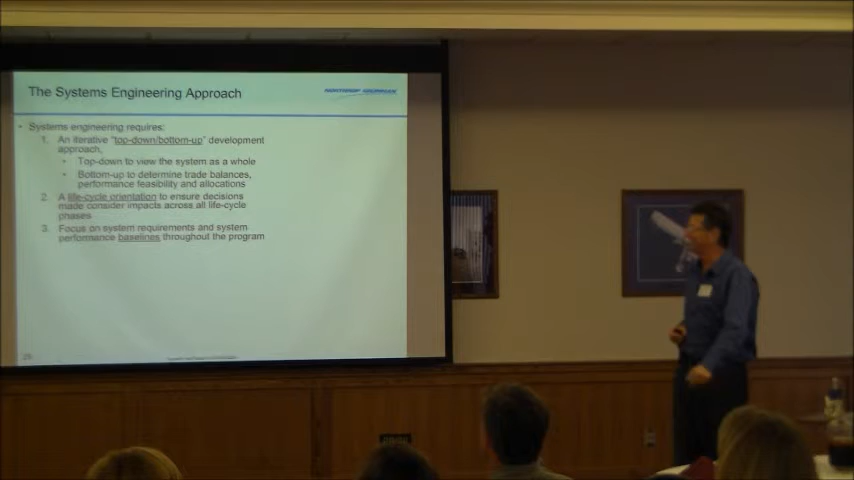 The Systems Engineering Approach
NORTHROP GRUMMAN
• Systems engineering requires:
1. An iterative "top-down/bottom-up" development
approach,
• Top-down to view the system as a whole
• Bottom-up to determine trade balances,
performance feasibility and allocations
2. A life-cycle orientation to ensure decisions
made consider impacts across all life-cycle
phases
3. Focus on system requirements and system
performance baselines throughout the program